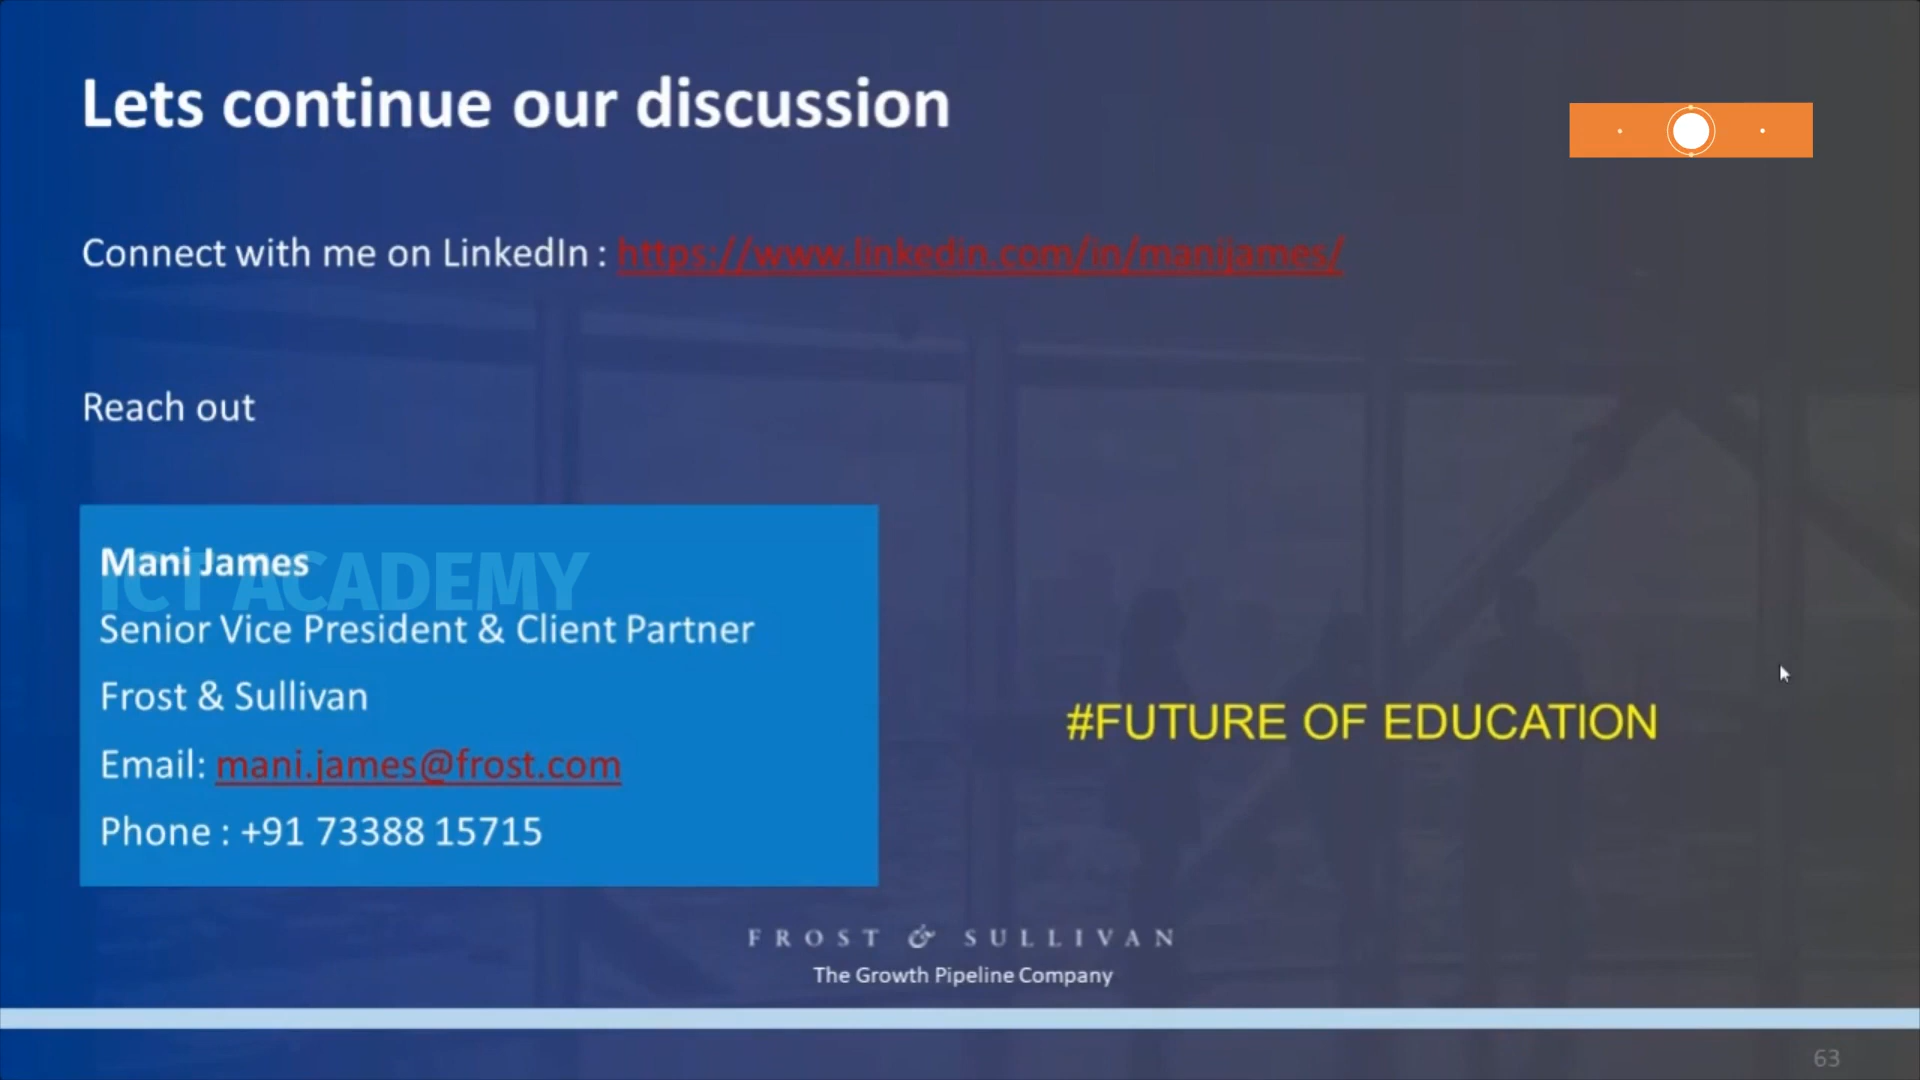 Lets continue our discussion
Connect with me on LinkedIn : https://www.linkedin.com/in/manijames/
Reach out
Mani James
ICT ACADEMY
Senior Vice President & Client Partner
Frost & Sullivan
Email: mani.james@frost.com
Phone : +91 73388 15715
#FUTURE OF EDUCATION
FROST & SULLIVAN
The Growth Pipeline Company
63